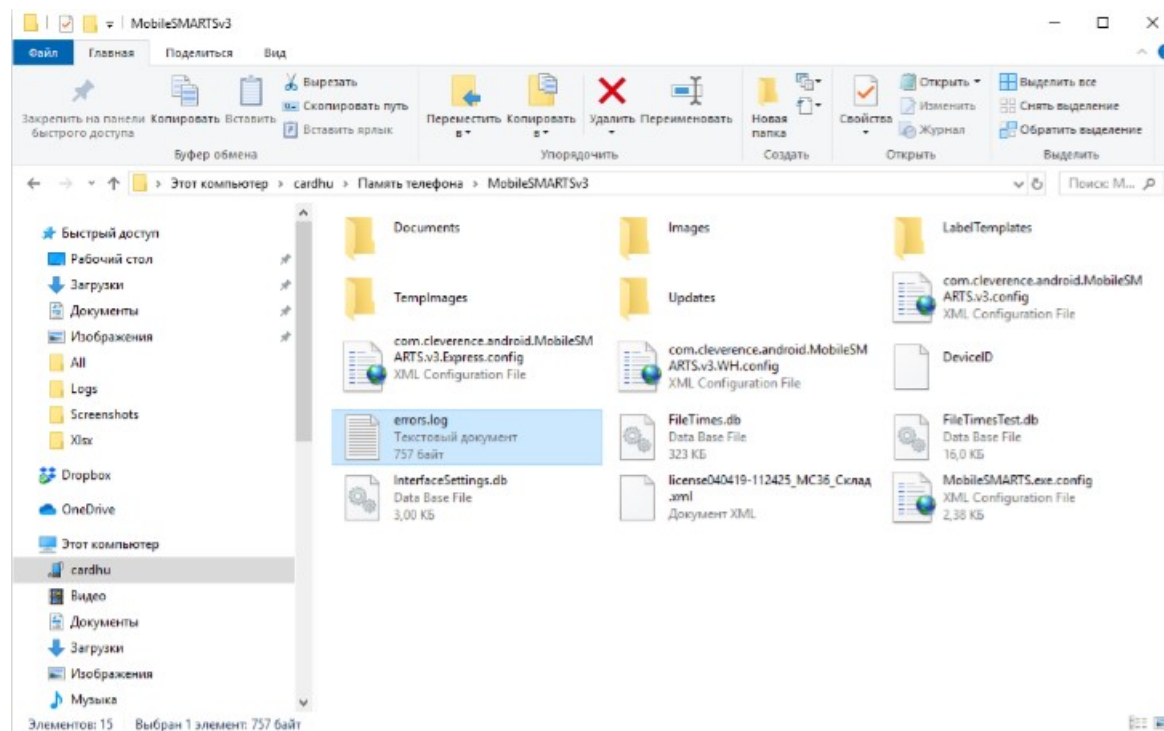 MobileSMARTSv3
Файл Главная Поделиться Вид
Закрепить на панели быстрого доступа
Копировать
Вставить
Вырезать
Скопировать путь
Вставить ярлык
Буфер обмена
Переместить в
Копировать в
Удалить
Переименовать
Упорядочить
Новая папка
Создать
Свойства
Открыть
Изменить
Журнал
Открыть
Выделить все
Снять выделение
Обратить выделение
Выделить
Этот компьютер > cardhu > Память телефона > MobileSMARTSv3
Поиск: M...
Быстрый доступ
Рабочий стол
Загрузки
Документы
Изображения
All
Logs
Screenshots
Xlsx
Dropbox
OneDrive
Этот компьютер
cardhu
Видео
Документы
Загрузки
Изображения
Музыка
Documents
Images
LabelTemplates
TempImages
Updates
com.cleverence.android.MobileSM
ARTS.v3.config
XML Configuration File
com.cleverence.android.MobileSM
ARTS.v3.Express.config
XML Configuration File
com.cleverence.android.MobileSM
ARTS.v3.WH.config
XML Configuration File
DeviceID
errors.log
Текстовый документ
757 байт
FileTimes.db
Data Base File
323 КБ
FileTimesTest.db
Data Base File
16,0 КБ
InterfaceSettings.db
Data Base File
3,00 КБ
license040419-112425_MC36_Склад
.xml
Документ XML
MobileSMARTS.exe.config
XML Configuration File
2,38 КБ
Элементов: 15 Выбран 1 элемент: 757 байт